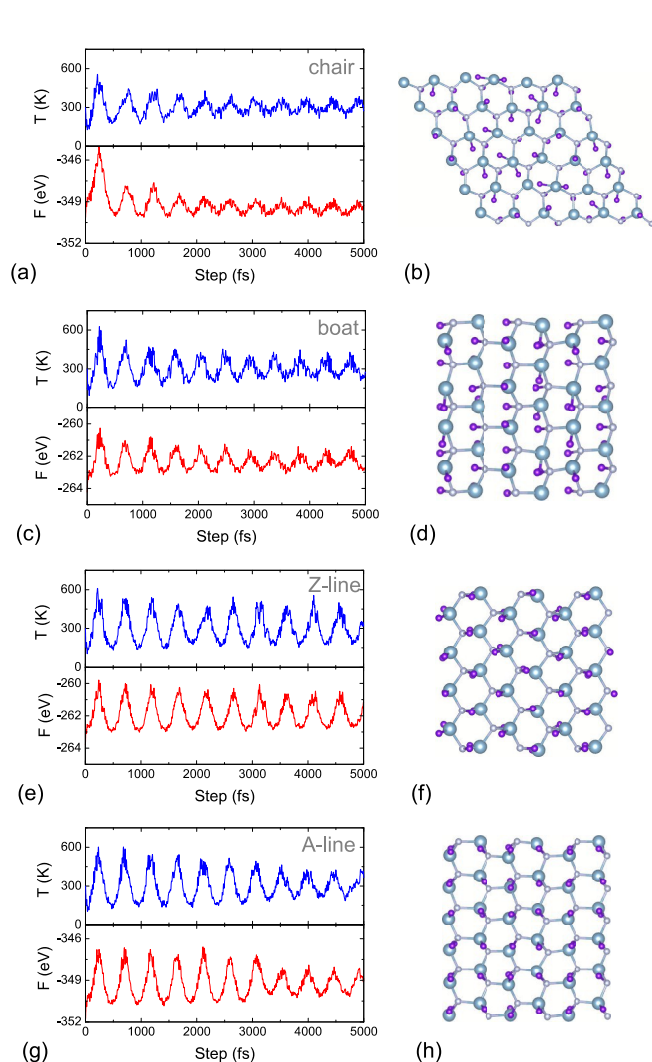 chair
600
300
0
T (K)
-346
-349
-352
F (eV)
0 1000 2000 3000 4000 5000
Step (fs)
(a)
(b)
boat
600
300
0
T (K)
-260
-262
-264
F (eV)
0 1000 2000 3000 4000 5000
Step (fs)
(c)
(d)
Z-line
600
300
0
T (K)
-260
-262
-264
F (eV)
0 1000 2000 3000 4000 5000
Step (fs)
(e)
(f)
A-line
600
300
0
T (K)
-346
-349
-352
F (eV)
0 1000 2000 3000 4000 5000
Step (fs)
(g)
(h)